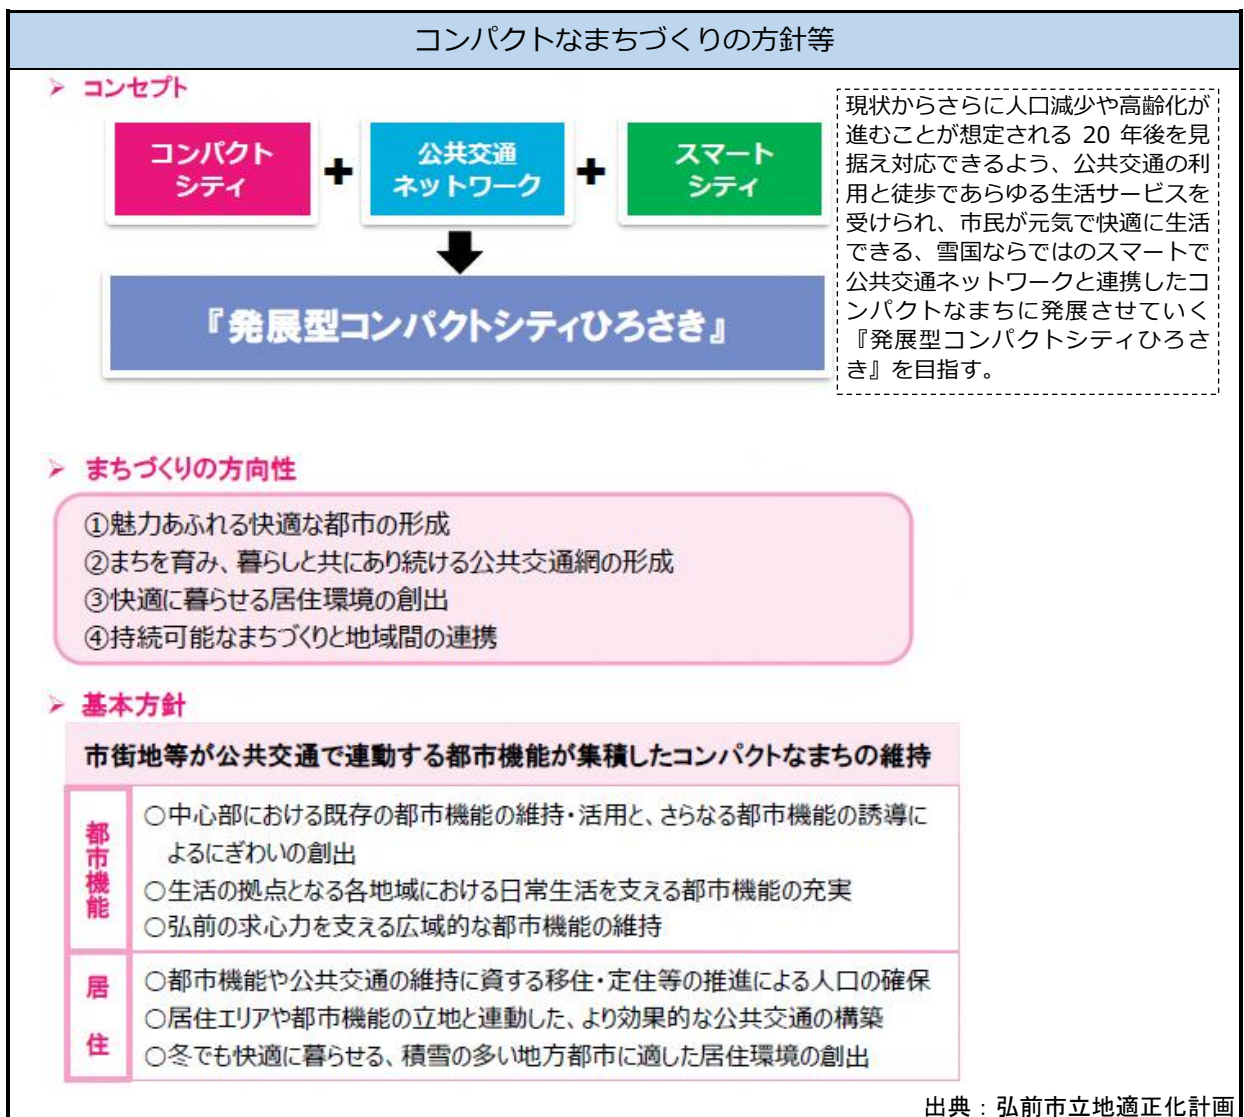 コンパクトなまちづくりの方針等
➢ コンセプト
コンパクト
シティ
+
公共交通
ネットワーク
+
スマート
シティ
『発展型コンパクトシティひろさき』
現状からさらに人口減少や高齢化が
進むことが想定される 20 年後を見
据え対応できるよう、公共交通の利
用と徒歩であらゆる生活サービスを
受けられ、市民が元気で快適に生活
できる、雪国ならではのスマートで
公共交通ネットワークと連携したコ
ンパクトなまちに発展させていく
『発展型コンパクトシティひろさ
き』を目指す。
➢ まちづくりの方向性
①魅力あふれる快適な都市の形成
②まちを育み、暮らしと共にあり続ける公共交通網の形成
③快適に暮らせる居住環境の創出
④持続可能なまちづくりと地域間の連携
➢ 基本方針
市街地等が公共交通で連動する都市機能が集積したコンパクトなまちの維持
都市機能
○中心部における既存の都市機能の維持・活用と、さらなる都市機能の誘導に
よるにぎわいの創出
○生活の拠点となる各地域における日常生活を支える都市機能の充実
○弘前の求心力を支える広域的な都市機能の維持
居住
○都市機能や公共交通の維持に資する移住・定住等の推進による人口の確保
○居住エリアや都市機能の立地と連動した、より効果的な公共交通の構築
○冬でも快適に暮らせる、積雪の多い地方都市に適した居住環境の創出
出典：弘前市立地適正化計画